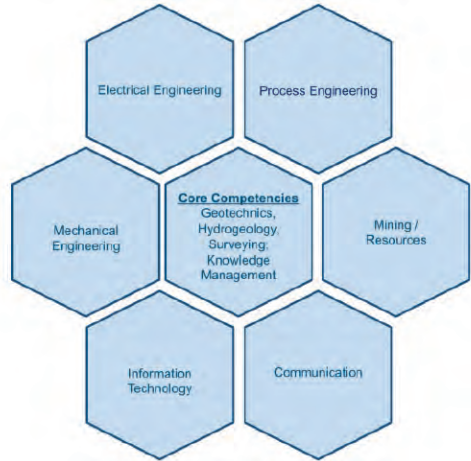 Electrical Engineering
Process Engineering
Mechanical
Engineering
Core Competencies
Geotechnics,
Hydrogeology,
Surveying;
Knowledge
Management
Mining /
Resources
Information
Technology
Communication